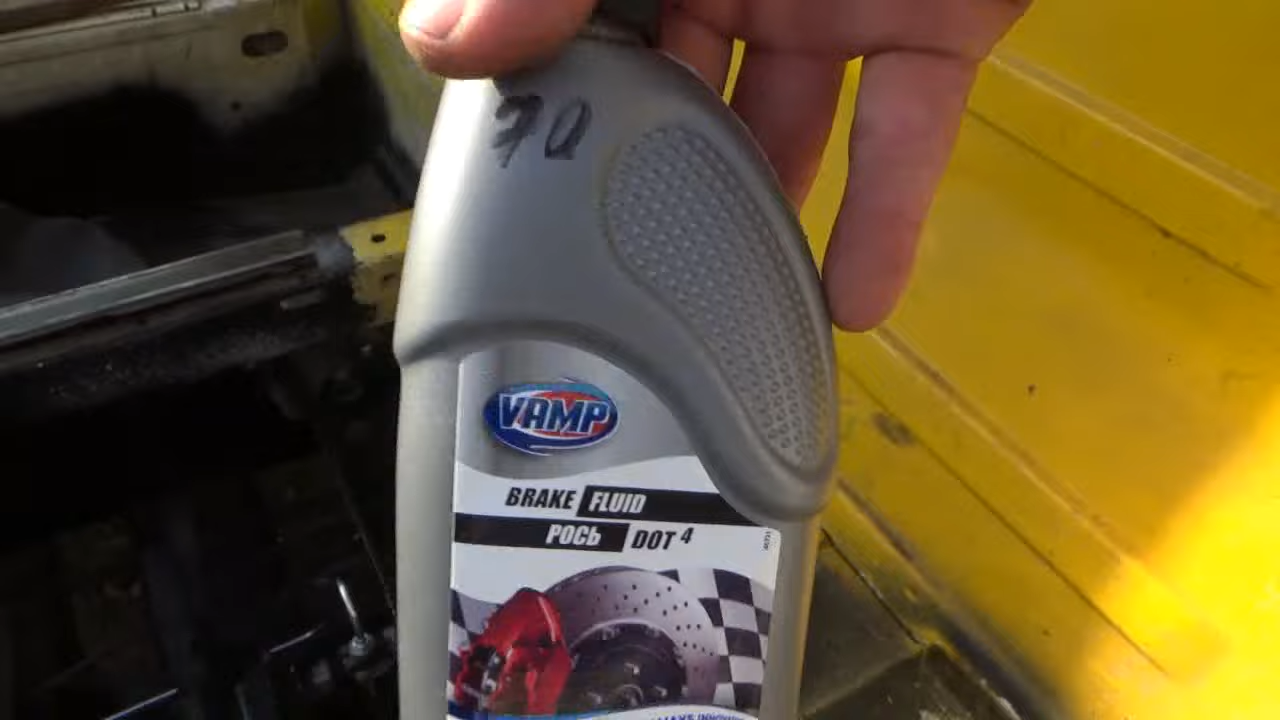 70
VAMP
BRAKE FLUID
РОСЬ DOT 4